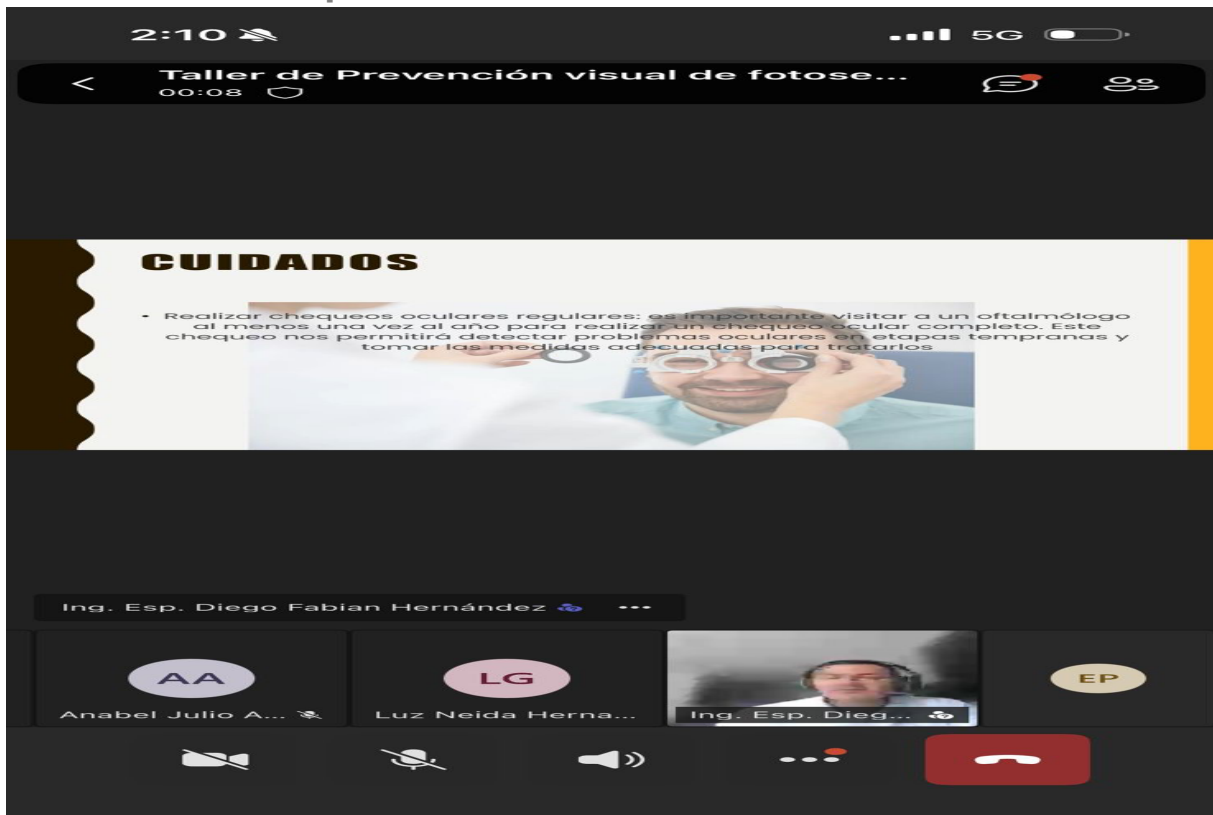 2:10
5G
Taller de Prevención visual de fotose...
00:08
CUIDADOS
• Realizar chequeos oculares regulares: es importante visitar a un oftalmólogo
al menos una vez al año para realizar un chequeo ocular completo. Este
chequeo nos permitirá detectar problemas oculares en etapas tempranas y
tomar las medidas adecuadas para tratarlos
Ing. Esp. Diego Fabian Hernández
AA
LG
EP
Anabel Julio A...
Luz Neida Herna...
Ing. Esp. Dieg...